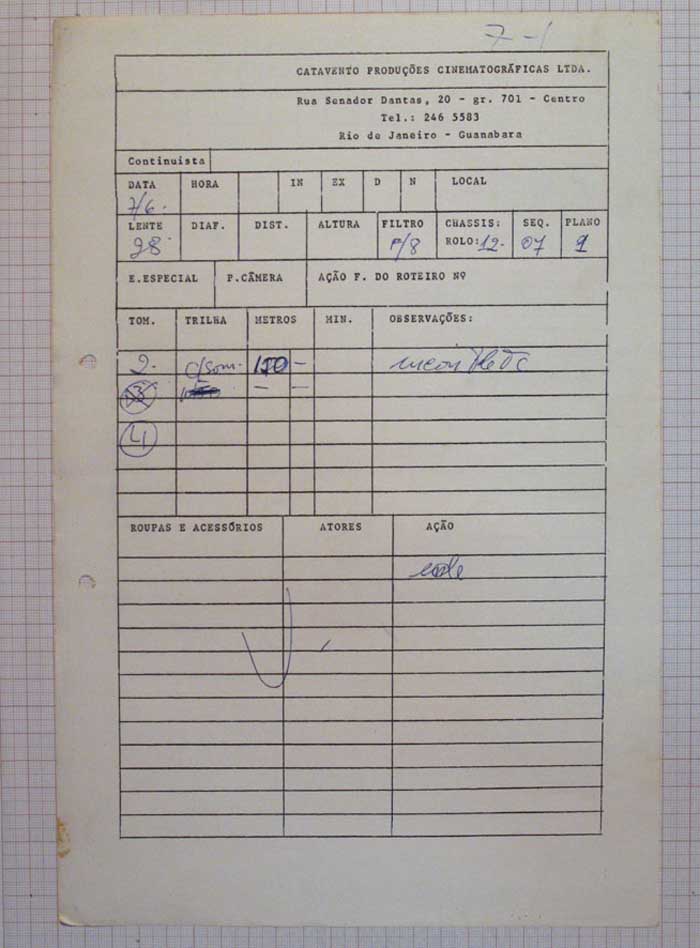 7-1
CATAVENTO PRODUÇÕES CINEMATOGRÁFICAS LTDA.
Rua Senador Dantas, 20 - gr. 701 - Centro
Tel.: 246 5583
Rio de Janeiro - Guanabara
Continuista
DATA HORA IN EX D N LOCAL
7/6.
LENTE DIAF. DIST. ALTURA FILTRO CHASSIS: SEQ. PLANO
28 ROLO: 12. 07 1
E.ESPECIAL P.CÂMERA AÇÃO F. DO ROTEIRO Nº
TOM. TRILHA METROS MIN. OBSERVAÇÕES:
2. c/som. 150 - incompleta
3 - -
4
ROUPAS E ACESSÓRIOS ATORES AÇÃO